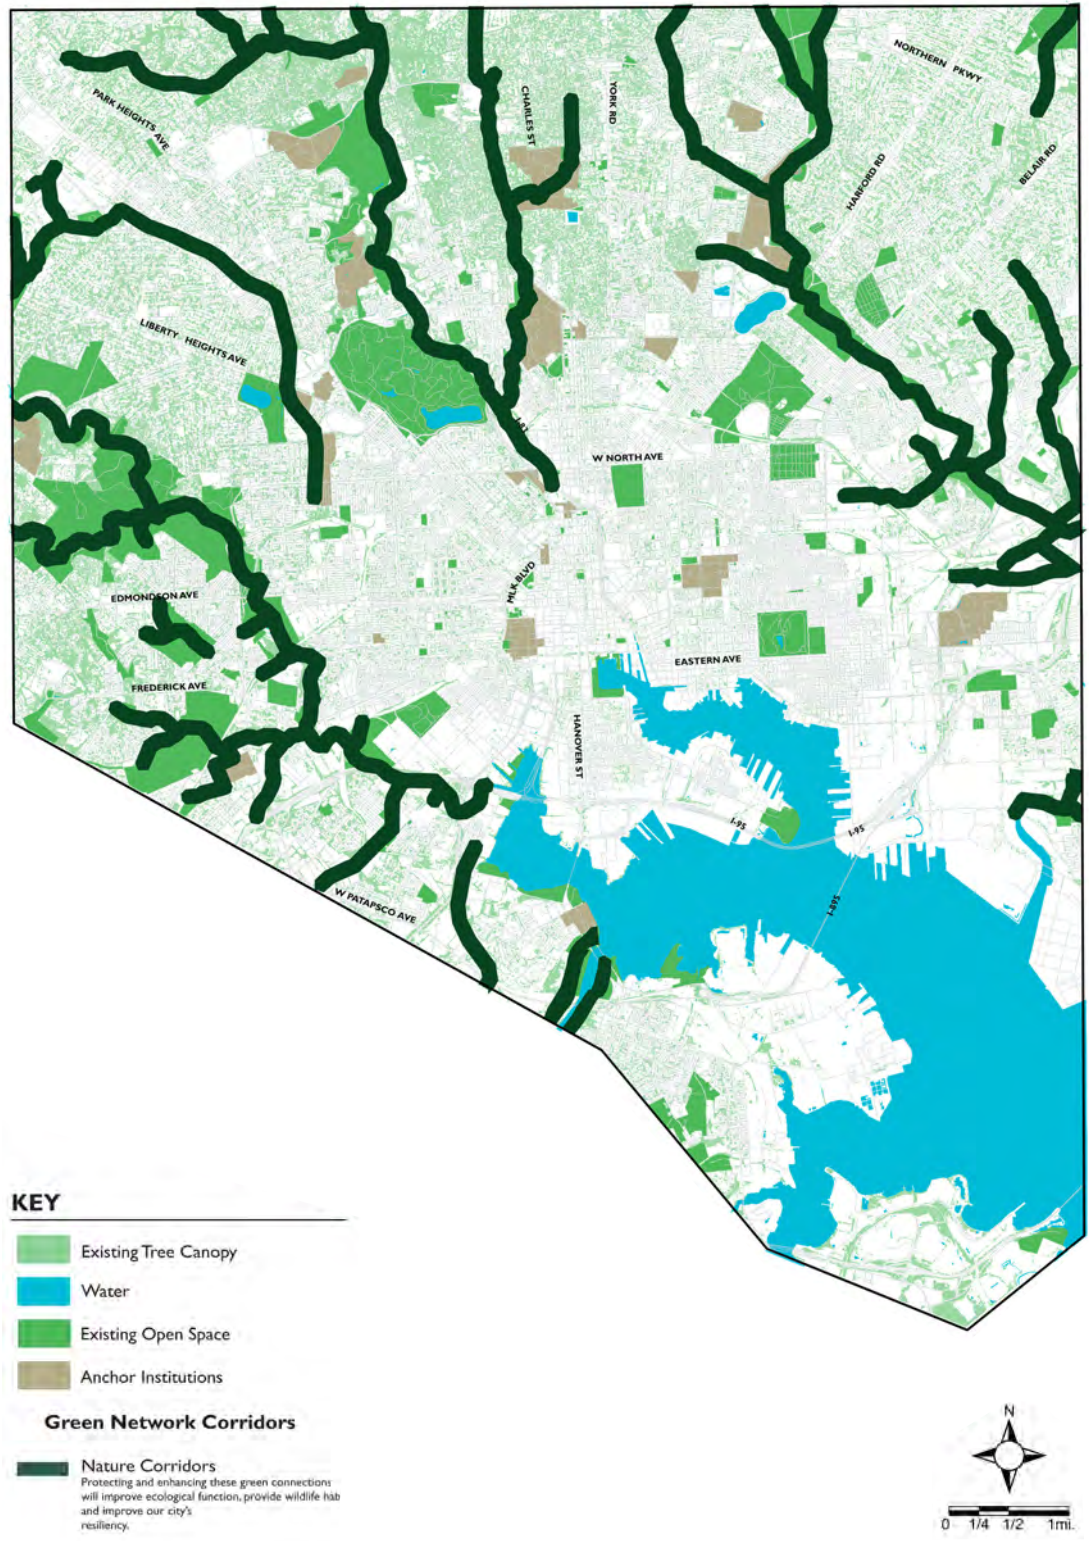 NORTHERN PKWY
PARK HEIGHTS AVE
CHARLES ST
YORK RD
HARFORD RD
BELAIR RD
LIBERTY HEIGHTS AVE
I-83
W NORTH AVE
MLK BLVD
EDMONDSON AVE
EASTERN AVE
FREDERICK AVE
HANOVER ST
I-95
I-95
I-895
W PATAPSCO AVE
KEY
Existing Tree Canopy
Water
Existing Open Space
Anchor Institutions
Green Network Corridors
Nature Corridors
Protecting and enhancing these green connections
will improve ecological function, provide wildlife hab
and improve our city's
resiliency.
N
0 1/4 1/2 1mi.